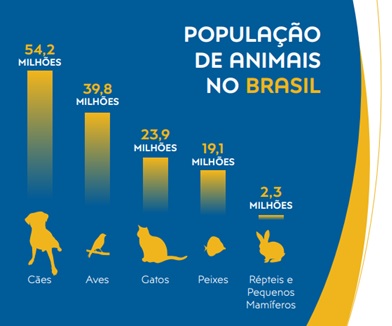 POPULAÇÃO
DE ANIMAIS
NO BRASIL
54,2
MILHÕES
39,8
MILHÕES
23,9
MILHÕES
19,1
MILHÕES
2,3
MILHÕES
Cães
Aves
Gatos
Peixes
Répteis e
Pequenos
Mamíferos